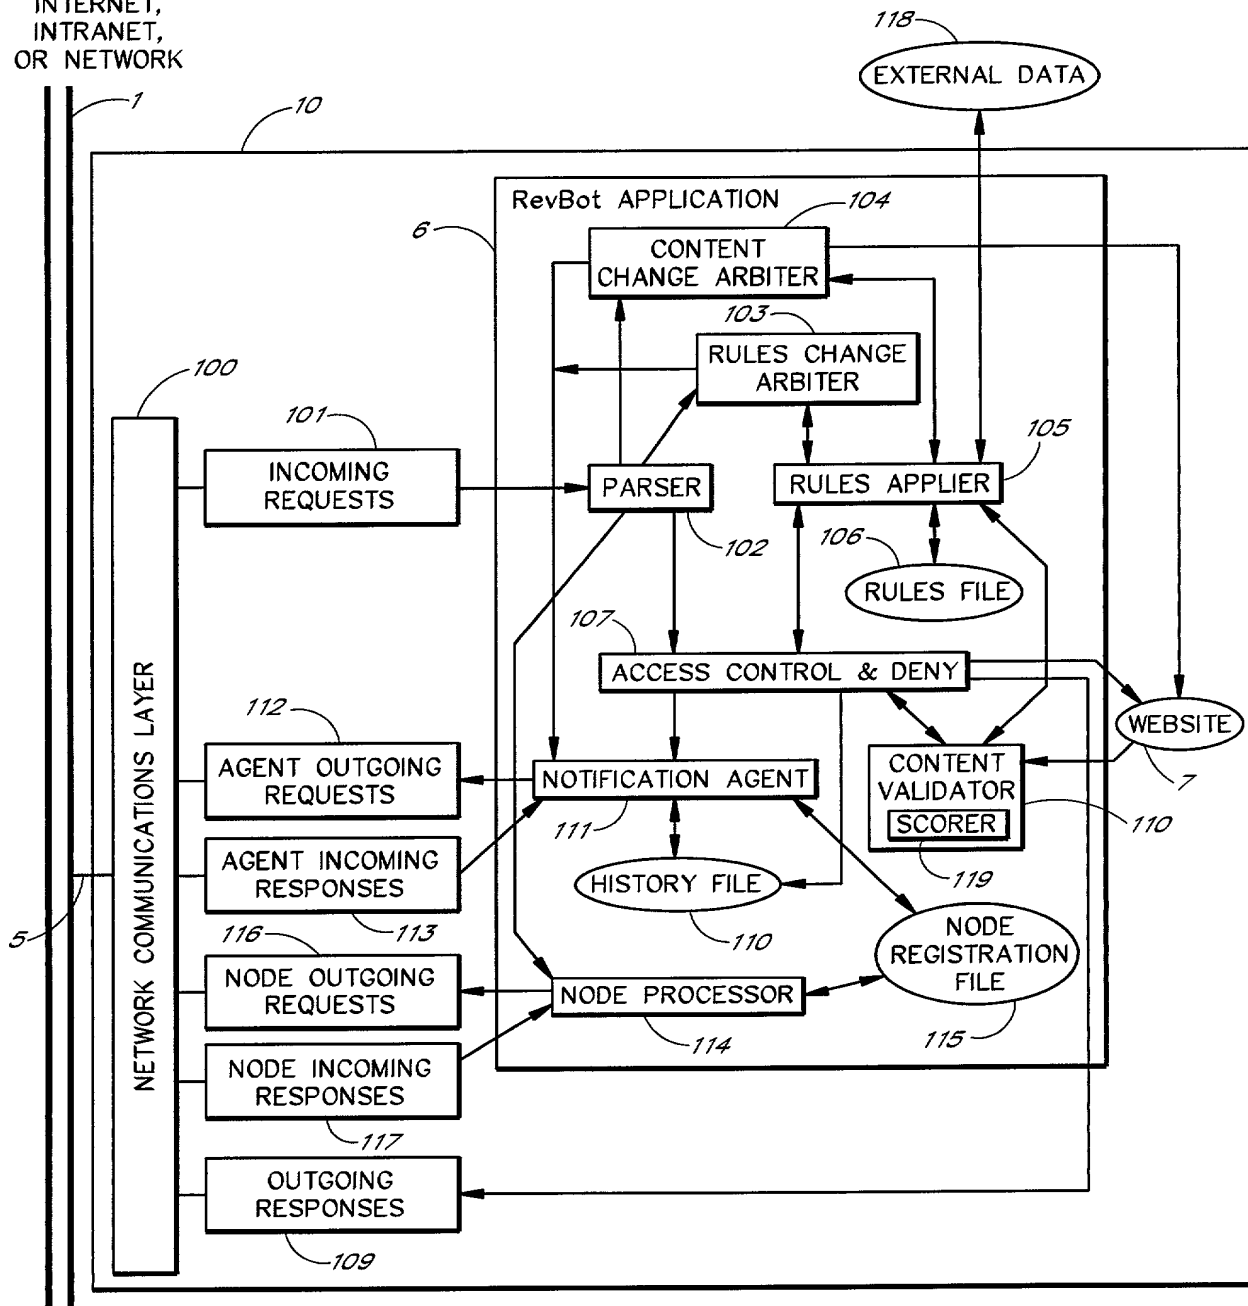 INTERNET,
INTRANET,
OR NETWORK
1
10
118
EXTERNAL DATA
RevBot APPLICATION
6
104
CONTENT
CHANGE ARBITER
103
RULES CHANGE
ARBITER
100
101
INCOMING
REQUESTS
PARSER
102
105
RULES APPLIER
106
RULES FILE
107
ACCESS CONTROL & DENY
NETWORK COMMUNICATIONS LAYER
112
AGENT OUTGOING
REQUESTS
NOTIFICATION AGENT
111
CONTENT
VALIDATOR
SCORER
110
119
WEBSITE
7
AGENT INCOMING
RESPONSES
113
HISTORY FILE
110
5
116
NODE OUTGOING
REQUESTS
NODE PROCESSOR
114
NODE
REGISTRATION
FILE
115
NODE INCOMING
RESPONSES
117
OUTGOING
RESPONSES
109